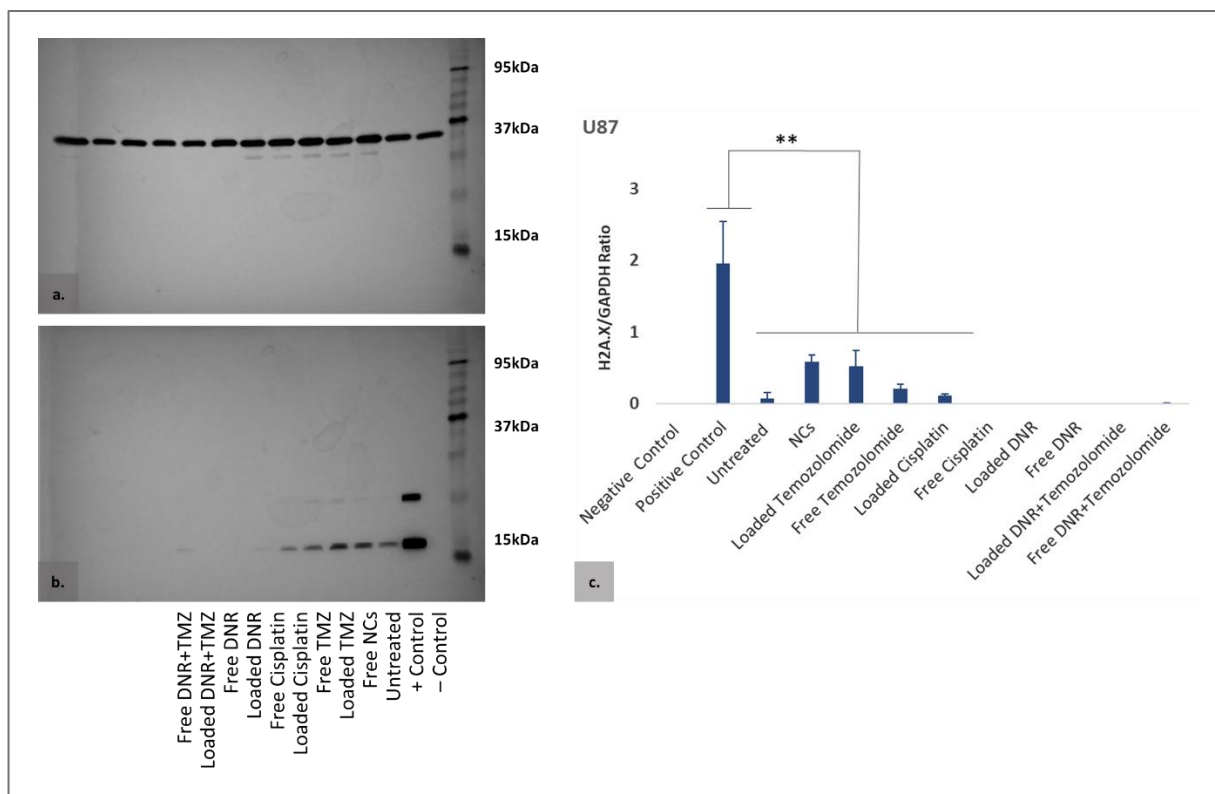 95kDa
37kDa
15kDa
a.
95kDa
37kDa
15kDa
b.
Free DNR+TMZ
Loaded DNR+TMZ
Free DNR
Loaded DNR
Free Cisplatin
Loaded Cisplatin
Free TMZ
Loaded TMZ
Free NCs
Untreated
+ Control
– Control
U87
**
H2A.X/GAPDH Ratio
3
2
1
0
Negative Control
Positive Control
Untreated
NCs
Loaded Temozolomide
Free Temozolomide
Loaded Cisplatin
Free Cisplatin
Loaded DNR
Free DNR
Loaded DNR+Temozolomide
Free DNR+Temozolomide
c.